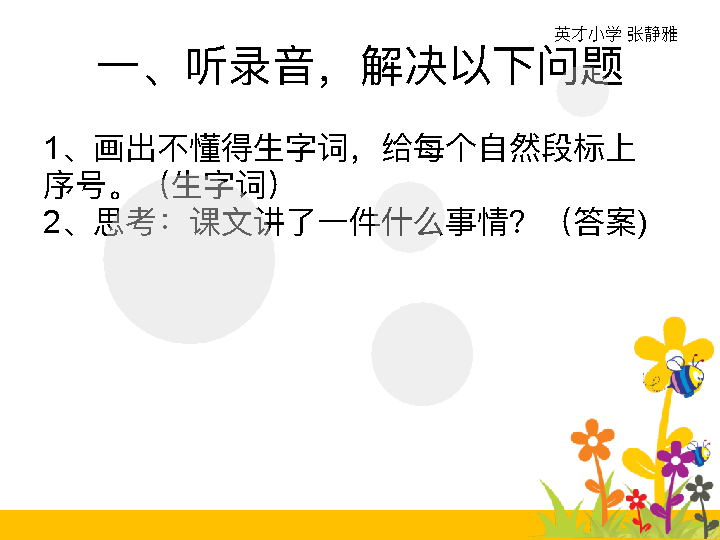 英才小学 张静雅
一、听录音，解决以下问题
1、画出不懂得生字词，给每个自然段标上
序号。（生字词）
2、思考：课文讲了一件什么事情？（答案)